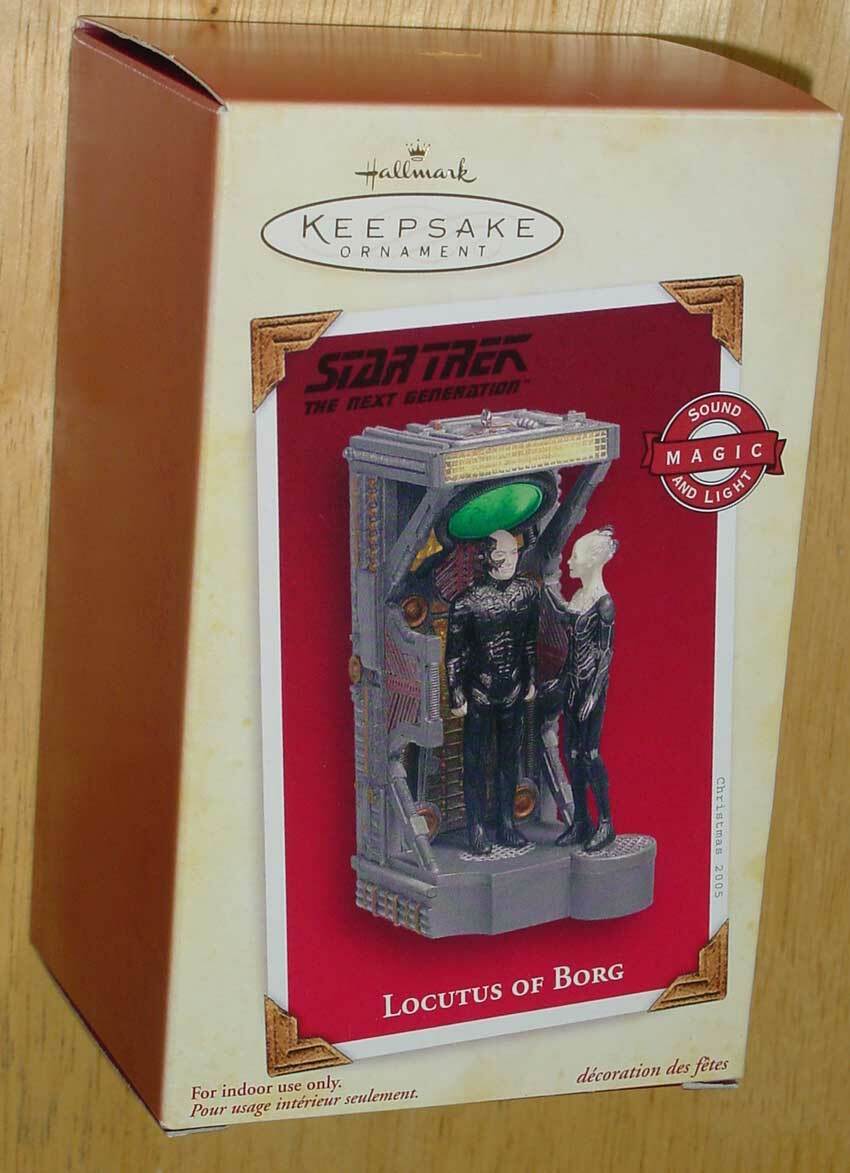 Hallmark
KEEPSAKE
ORNAMENT
STAR TREK
THE NEXT GENERATION™
SOUND
MAGIC
AND LIGHT
Christmas 2005
LOCUTUS OF BORG
For indoor use only.
Pour usage intérieur seulement.
décoration des fêtes